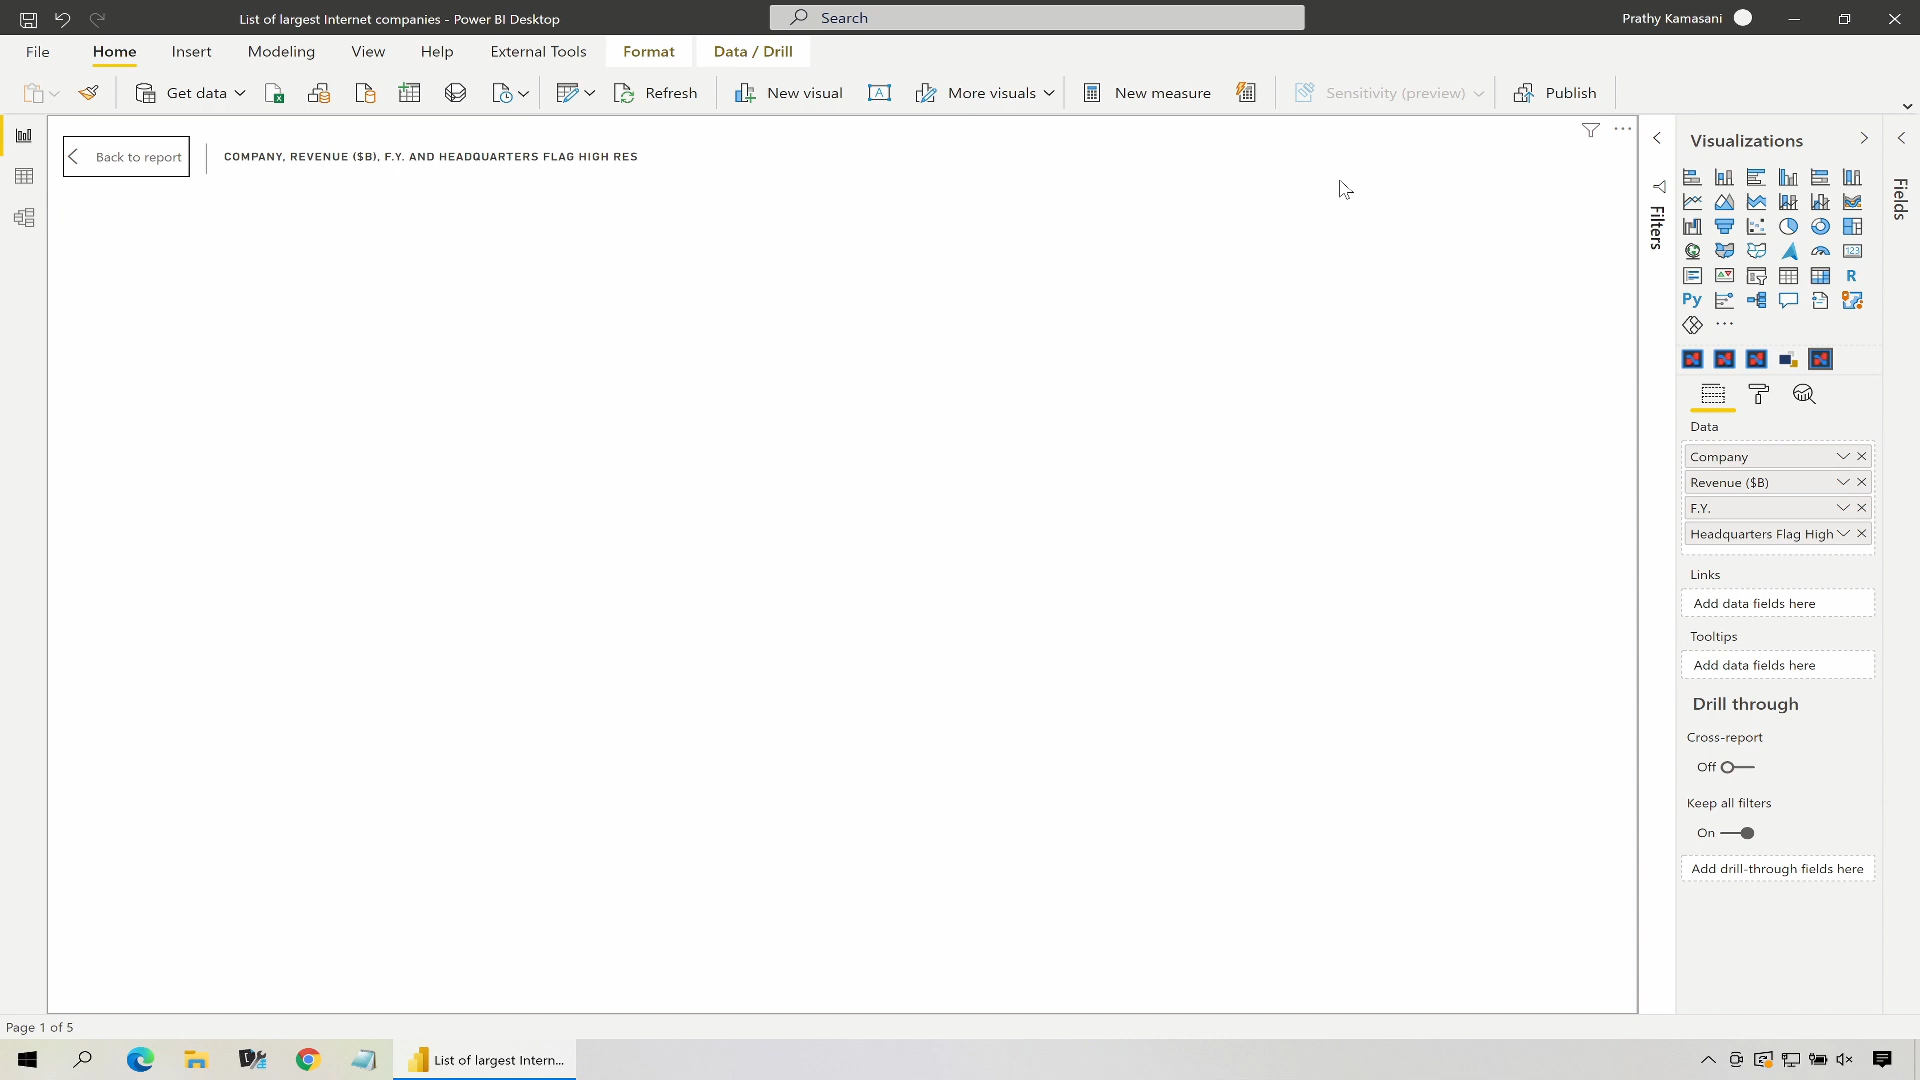 List of largest Internet companies - Power BI Desktop
Search
Prathy Kamasani
File
Home
Insert
Modeling
View
Help
External Tools
Format
Data / Drill
Get data
Refresh
New visual
More visuals
New measure
Sensitivity (preview)
Publish
Back to report
COMPANY, REVENUE ($B), F.Y. AND HEADQUARTERS FLAG HIGH RES
Filters
Visualizations
Fields
123
R
Py
Data
Company
Revenue ($B)
F.Y.
Headquarters Flag High
Links
Add data fields here
Tooltips
Add data fields here
Drill through
Cross-report
Off
Keep all filters
On
Add drill-through fields here
Page 1 of 5
List of largest Intern...